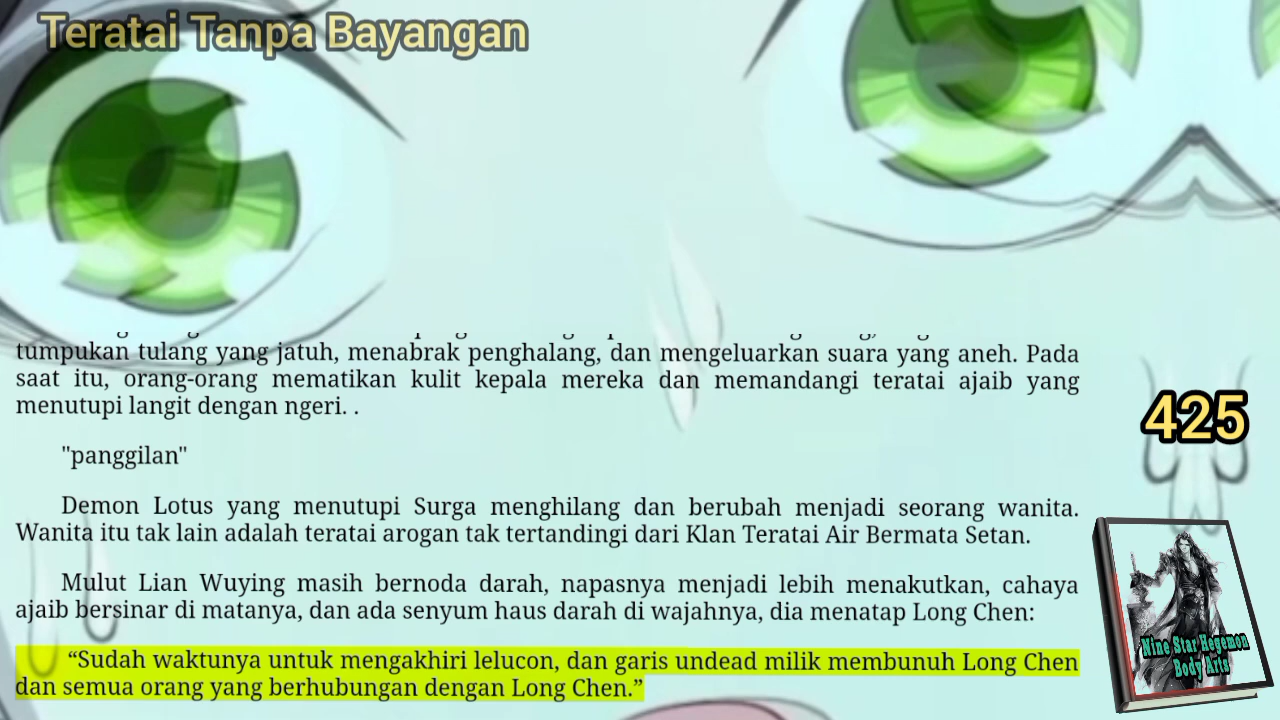 Teratai Tanpa Bayangan
tumpukan tulang yang jatuh, menabrak penghalang, dan mengeluarkan suara yang aneh. Pada
saat itu, orang-orang mematikan kulit kepala mereka dan memandangi teratai ajaib yang
menutupi langit dengan ngeri. .
"panggilan"
Demon Lotus yang menutupi Surga menghilang dan berubah menjadi seorang wanita.
Wanita itu tak lain adalah teratai arogan tak tertandingi dari Klan Teratai Air Bermata Setan.
Mulut Lian Wuying masih bernoda darah, napasnya menjadi lebih menakutkan, cahaya
ajaib bersinar di matanya, dan ada senyum haus darah di wajahnya, dia menatap Long Chen:
“Sudah waktunya untuk mengakhiri lelucon, dan garis undead milik membunuh Long Chen
dan semua orang yang berhubungan dengan Long Chen.”
425
Nine Star Hegemon
Body Arts